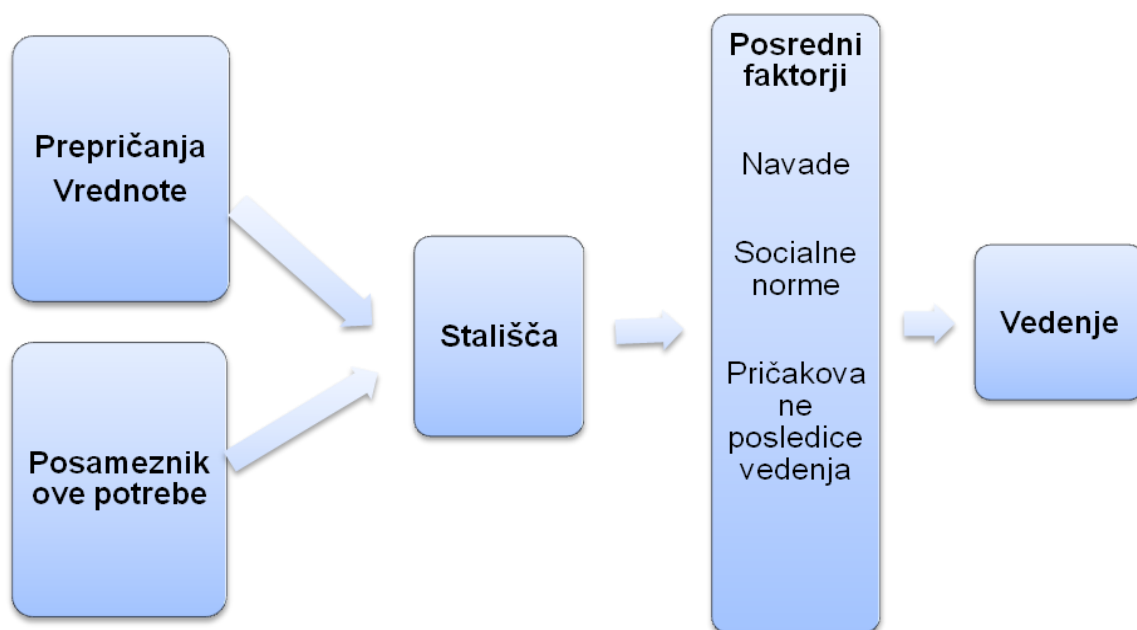 Prepričanja
Vrednote
Posameznik
ove potrebe
Stališča
Posredni
faktorji
Navade
Socialne
norme
Pričakova
ne
posledice
vedenja
Vedenje